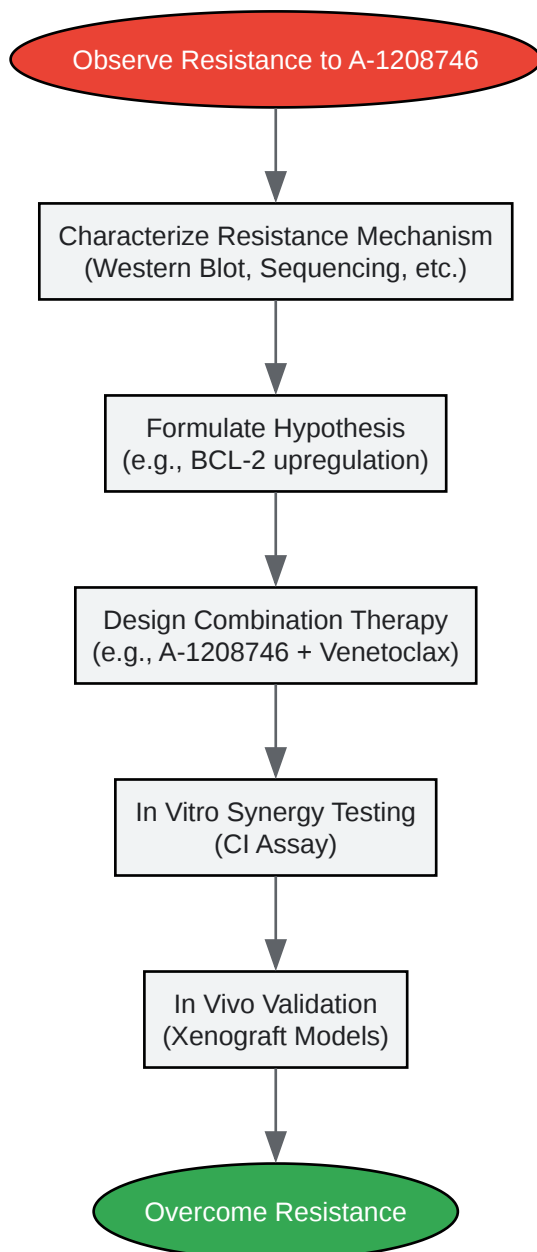 Observe Resistance to A-1208746
Characterize Resistance Mechanism
(Western Blot, Sequencing, etc.)
Formulate Hypothesis
(e.g., BCL-2 upregulation)
Design Combination Therapy
(e.g., A-1208746 + Venetoclax)
In Vitro Synergy Testing
(CI Assay)
In Vivo Validation
(Xenograft Models)
Overcome Resistance